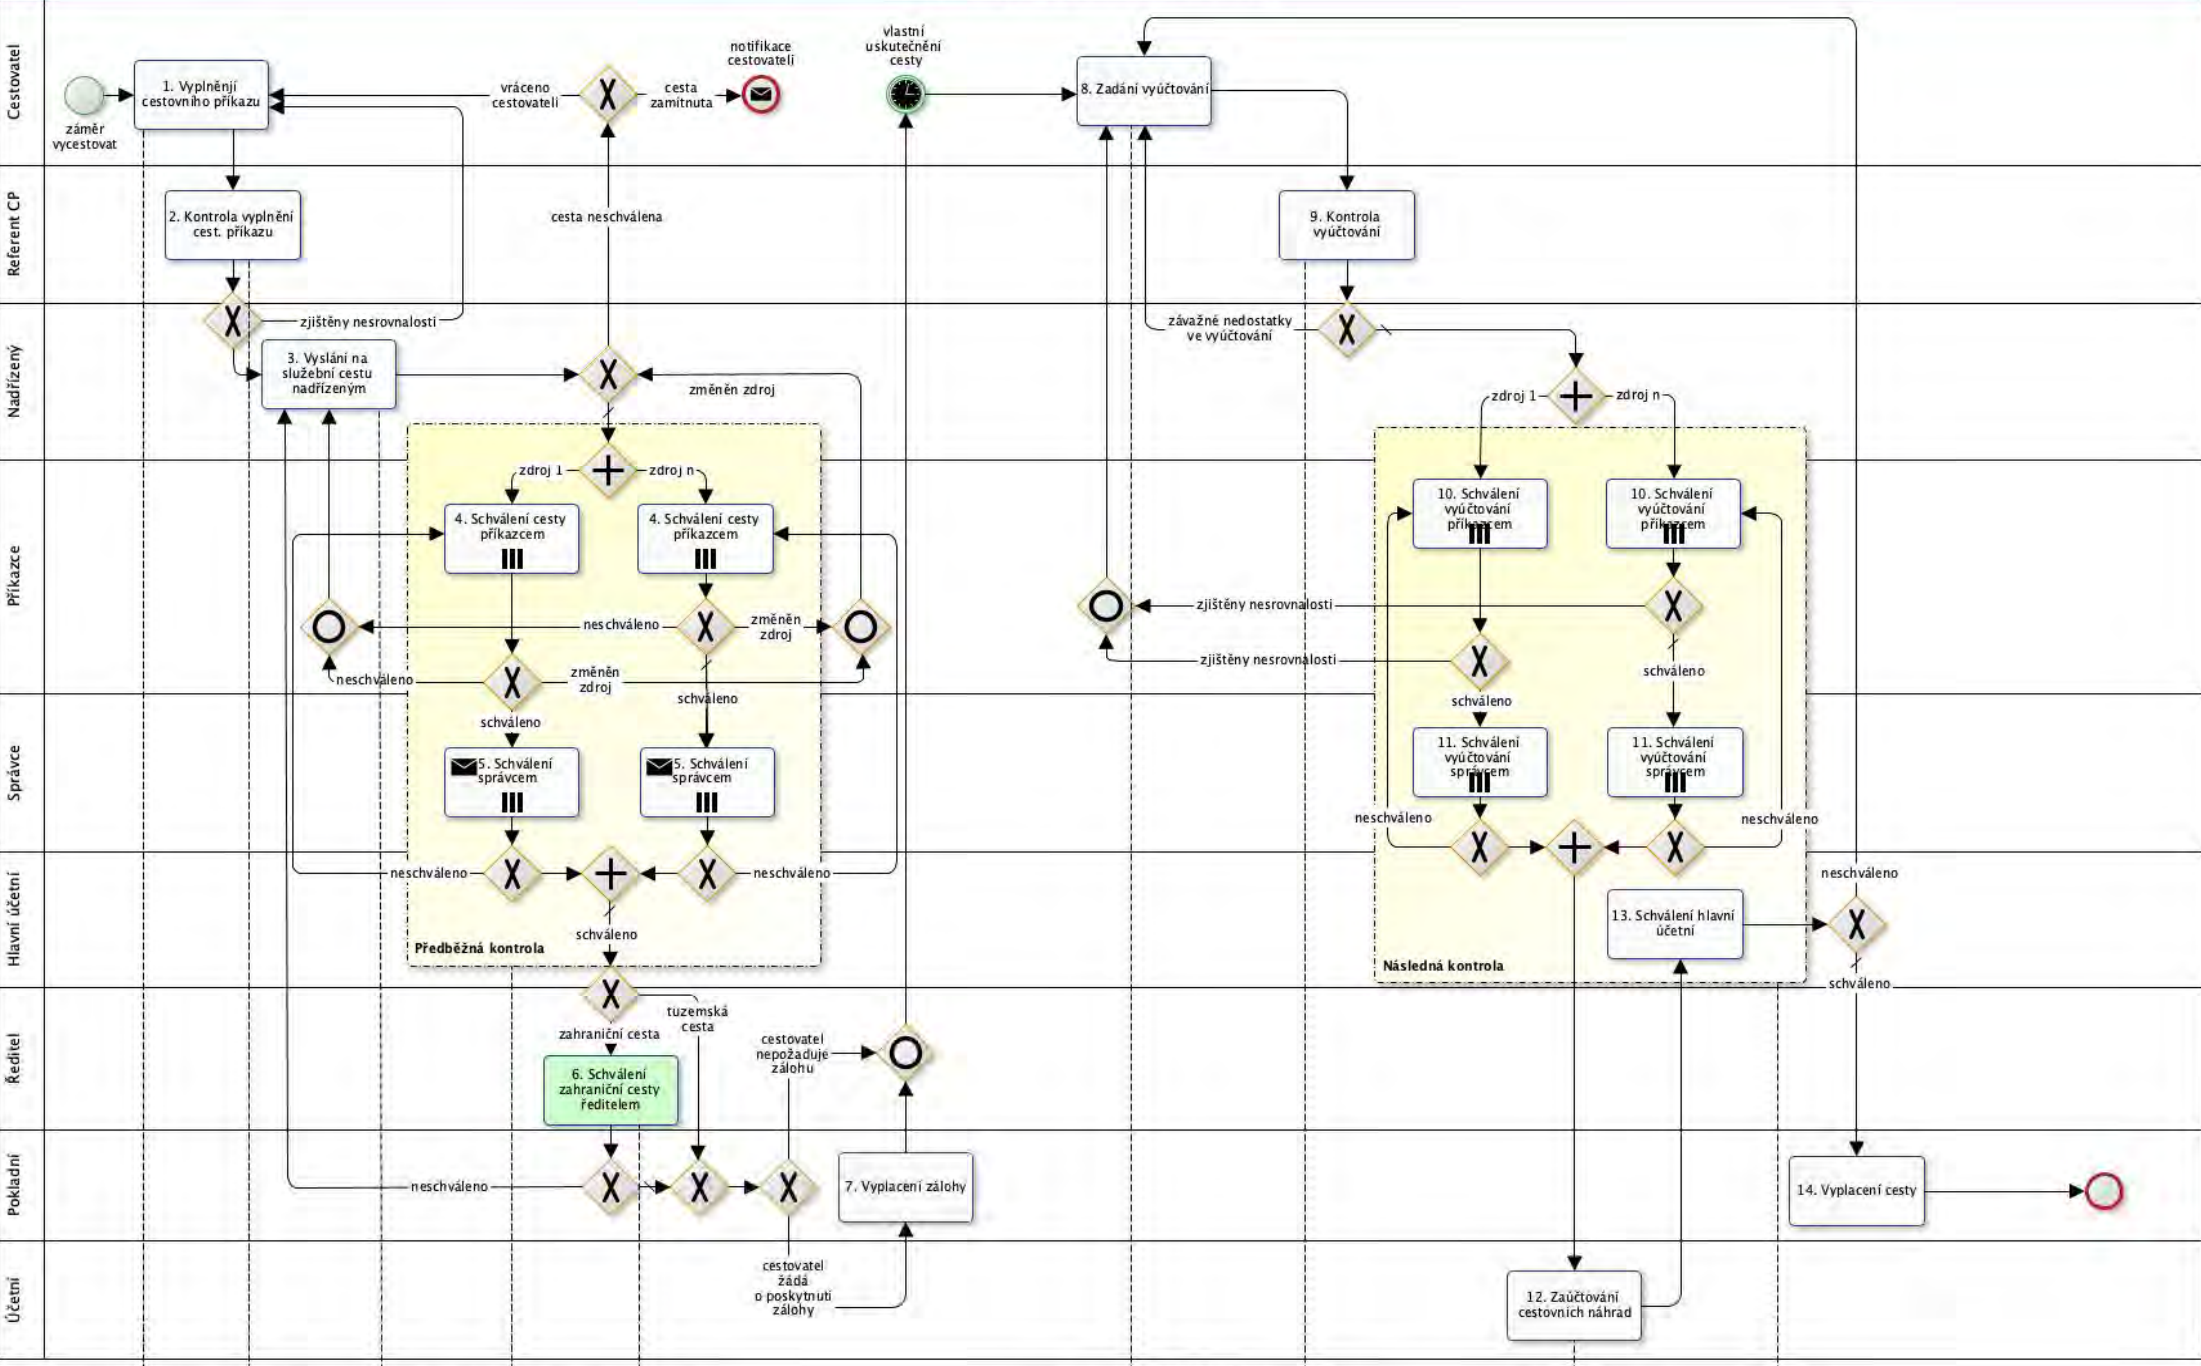 Cestovatel
záměr
vycestovat
1. Vyplněnjí
cestovního příkazu
vráceno
cestovateli
cesta
zamítnuta
notifikace
cestovateli
vlastní
uskutečnění
cesty
8. Zadání vyúčtování
Referent CP
2. Kontrola vyplnění
cest. příkazu
cesta neschválena
9. Kontrola
vyúčtování
Nadřízený
zjištěny nesrovnalosti
3. Vyslání na
služební cestu
nadřízeným
změněn zdroj
závažné nedostatky
ve vyúčtování
zdroj 1
zdroj n
Příkazce
zdroj 1
zdroj n
4. Schválení cesty
příkazcem
4. Schválení cesty
příkazcem
10. Schválení
vyúčtování
příkazcem
10. Schválení
vyúčtování
příkazcem
neschváleno
změněn
zdroj
zjištěny nesrovnalosti
neschváleno
změněn
zdroj
zjištěny nesrovnalosti
schváleno
Správce
schváleno
schváleno
schváleno
5. Schválení
správcem
5. Schválení
správcem
11. Schválení
vyúčtování
správcem
11. Schválení
vyúčtování
správcem
neschváleno
neschváleno
Hlavní účetní
neschváleno
neschváleno
schváleno
Předběžná kontrola
13. Schválení hlavní
účetní
neschváleno
Následná kontrola
schváleno
Ředitel
zahraniční cesta
tuzemská
cesta
6. Schválení
zahraniční cesty
ředitelem
cestovatel
nepožaduje
zálohu
Pokladní
neschváleno
7. Vyplacení zálohy
14. Vyplacení cesty
Účetní
cestovatel
žádá
o poskytnutí
zálohy
12. Zaúčtování
cestovních náhrad